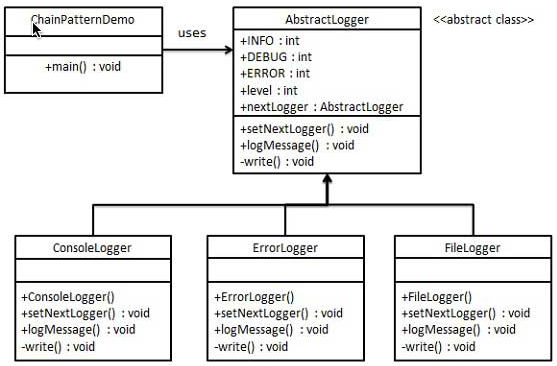 ChainPatternDemo
+main() : void
uses
AbstractLogger
<<abstract class>>
+INFO : int
+DEBUG : int
+ERROR : int
+level : int
+nextLogger : AbstractLogger
+setNextLogger() : void
+logMessage() : void
-write() : void
ConsoleLogger
+ConsoleLogger()
+setNextLogger() : void
+logMessage() : void
-write() : void
ErrorLogger
+ErrorLogger()
+setNextLogger() : void
+logMessage() : void
-write() : void
FileLogger
+FileLogger()
+setNextLogger() : void
+logMessage() : void
-write() : void